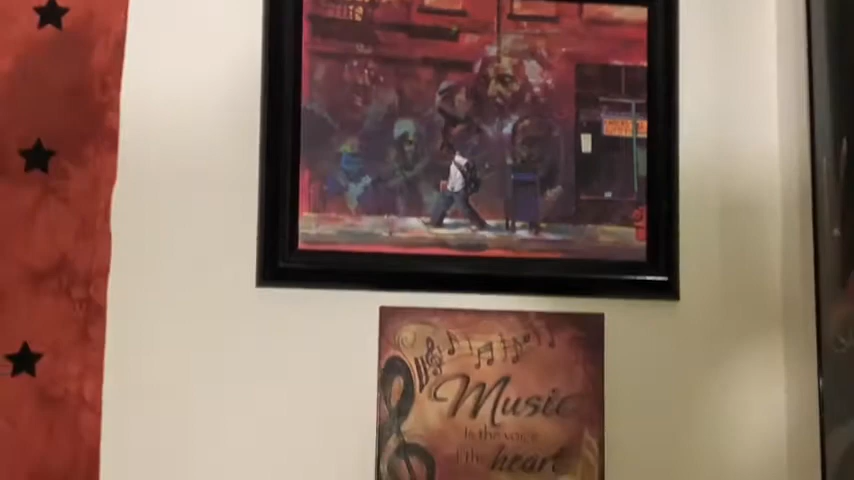 Music
is the voice
of the
heart